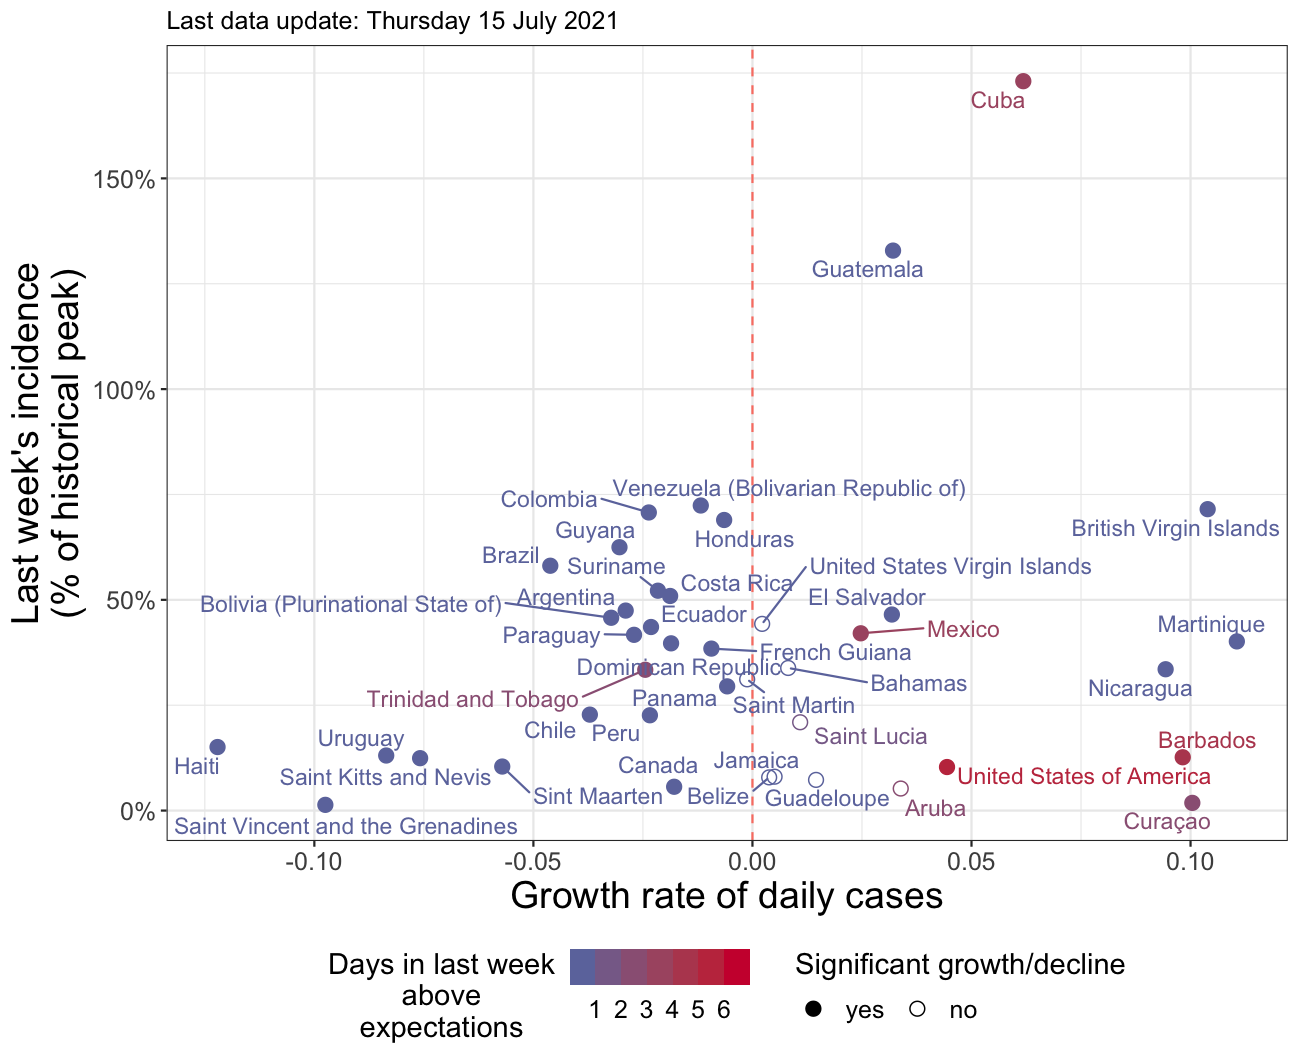 Last data update: Thursday 15 July 2021
Last week's incidence
(% of historical peak)
150%
100%
50%
0%
Cuba
Guatemala
Venezuela (Bolivarian Republic of)
Colombia
British Virgin Islands
Guyana
Honduras
Brazil
Suriname
United States Virgin Islands
Costa Rica
Argentina
El Salvador
Bolivia (Plurinational State of)
Ecuador
Martinique
Mexico
Paraguay
French Guiana
Dominican Republic
Bahamas
Nicaragua
Trinidad and Tobago
Panama
Saint Martin
Chile
Peru
Saint Lucia
Uruguay
Barbados
Haiti
Canada
Jamaica
Saint Kitts and Nevis
United States of America
Sint Maarten
Belize
Guadeloupe
Aruba
Curaçao
Saint Vincent and the Grenadines
-0.10
-0.05
0.00
0.05
0.10
Growth rate of daily cases
Days in last week
above
expectations
1 2 3 4 5 6
Significant growth/decline
yes
no